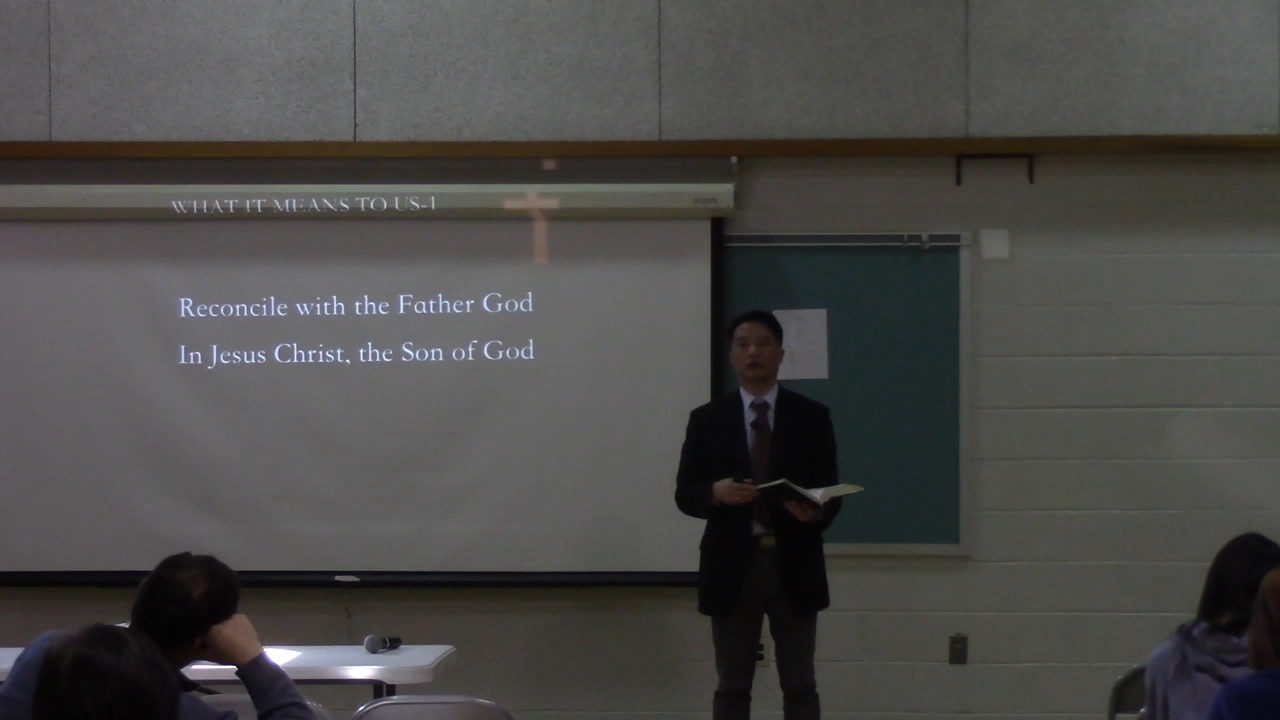 WHAT IT MEANS TO US-1
Reconcile with the Father God
In Jesus Christ, the Son of God